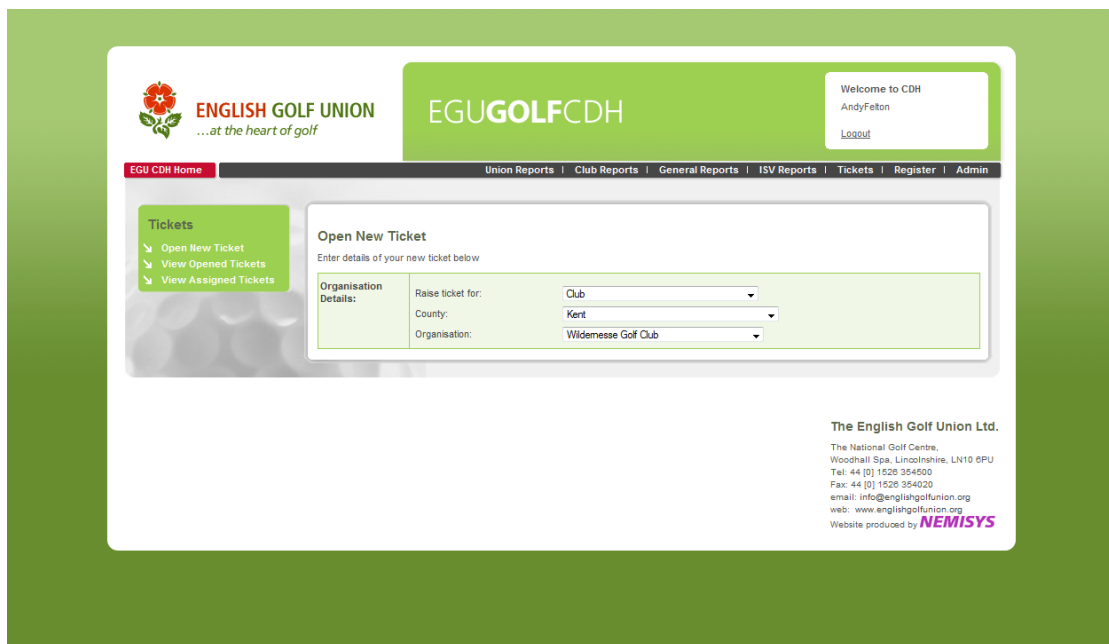 ENGLISH GOLF UNION
...at the heart of golf
EGUGOLFCDH
Welcome to CDH
AndyFelton
Logout
EGU CDH Home
Union Reports | Club Reports | General Reports | ISV Reports | Tickets | Register | Admin
Tickets
Open New Ticket
View Opened Tickets
View Assigned Tickets
Open New Ticket
Enter details of your new ticket below
Organisation Details:
Raise ticket for: Club
County: Kent
Organisation: Wildernesse Golf Club
The English Golf Union Ltd.
The National Golf Centre,
Woodhall Spa, Lincolnshire, LN10 6PU
Tel: 44 [0] 1526 354500
Fax: 44 [0] 1526 354020
email: info@englishgolfunion.org
web: www.englishgolfunion.org
Website produced by NEMISYS